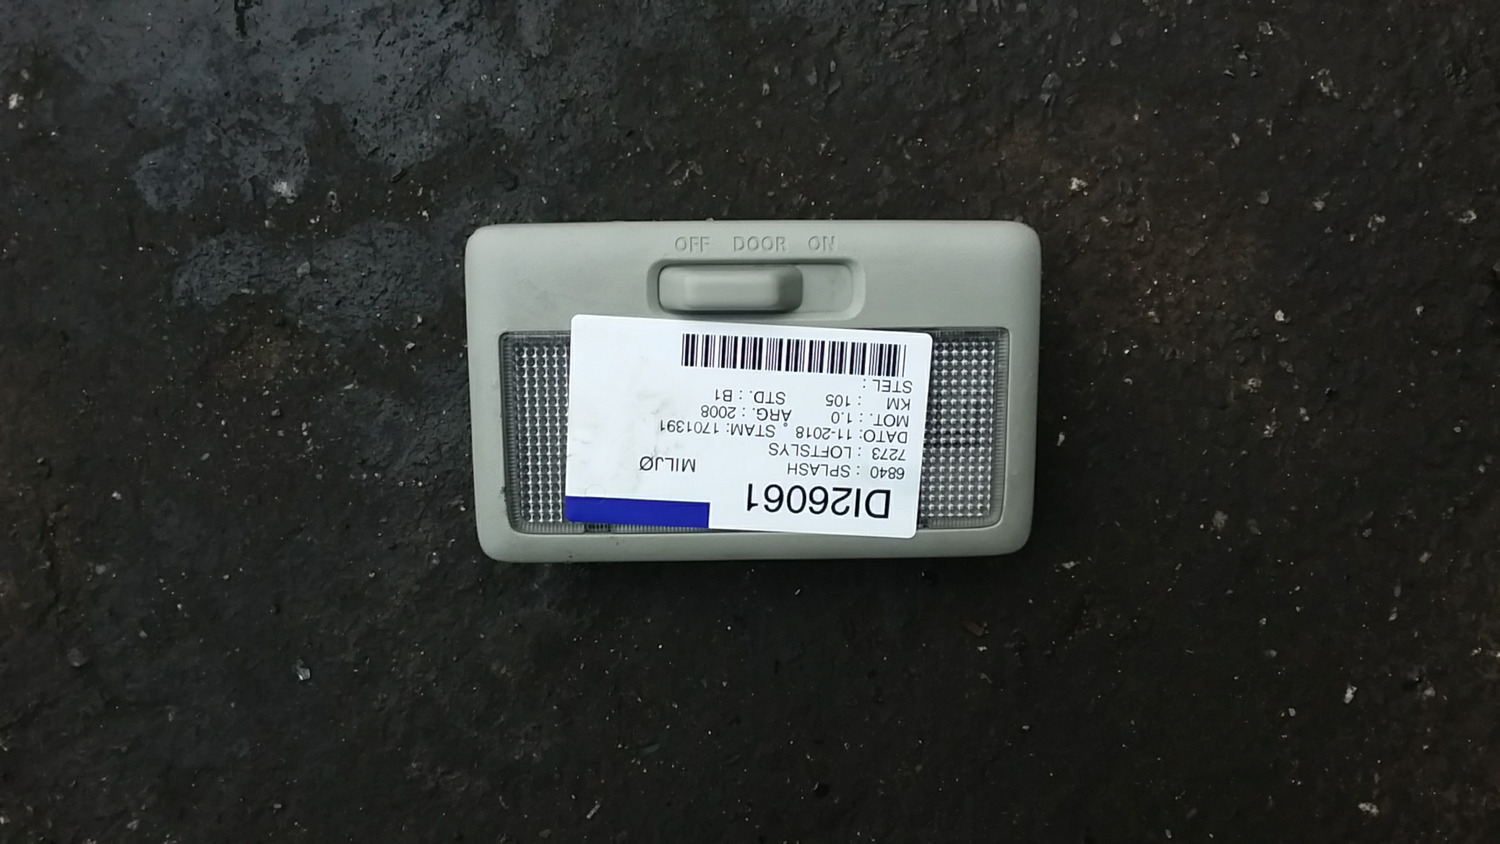 OFF DOOR ON
DI26061
6840 : SPLASH MILJØ
7273 : LOFTSLYS
DATO: 11-2018 STAM: 1701391
MOT. : 1.0 ARG. : 2008
KM : 105 STD. : B1
STEL :